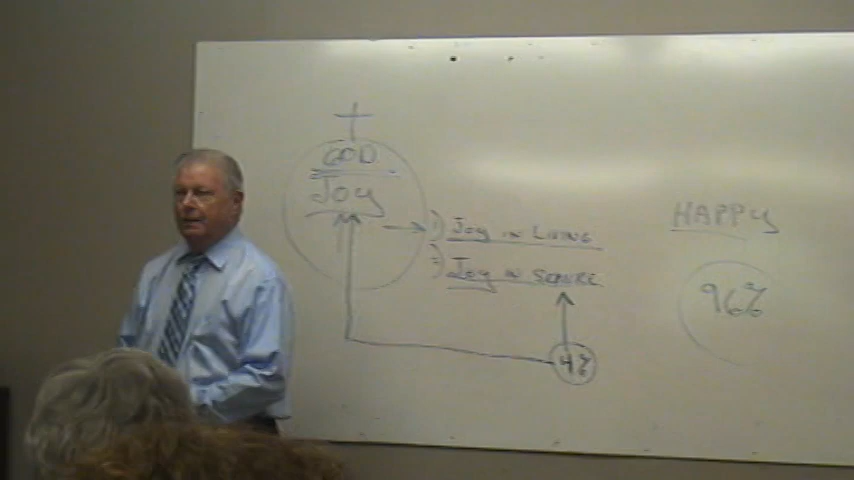 GOD
Joy
1) Joy in Living
2) Joy in Service
4%
HAPPY
96%